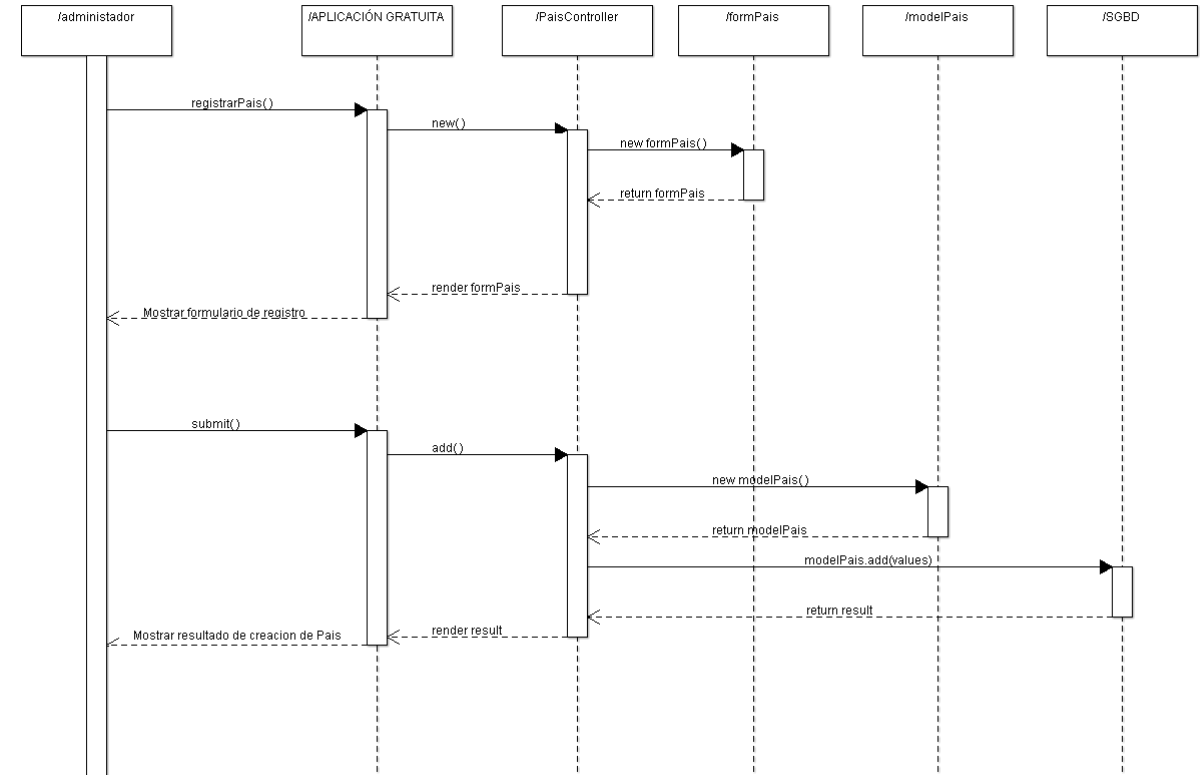 /administador
/APLICACIÓN GRATUITA
/PaisController
/formPais
/modelPais
/SGBD
registrarPais()
new()
new formPais()
return formPais
render formPais
Mostrar formulario de registro
submit()
add()
new modelPais()
return modelPais
modelPais.add(values)
return result
render result
Mostrar resultado de creacion de Pais